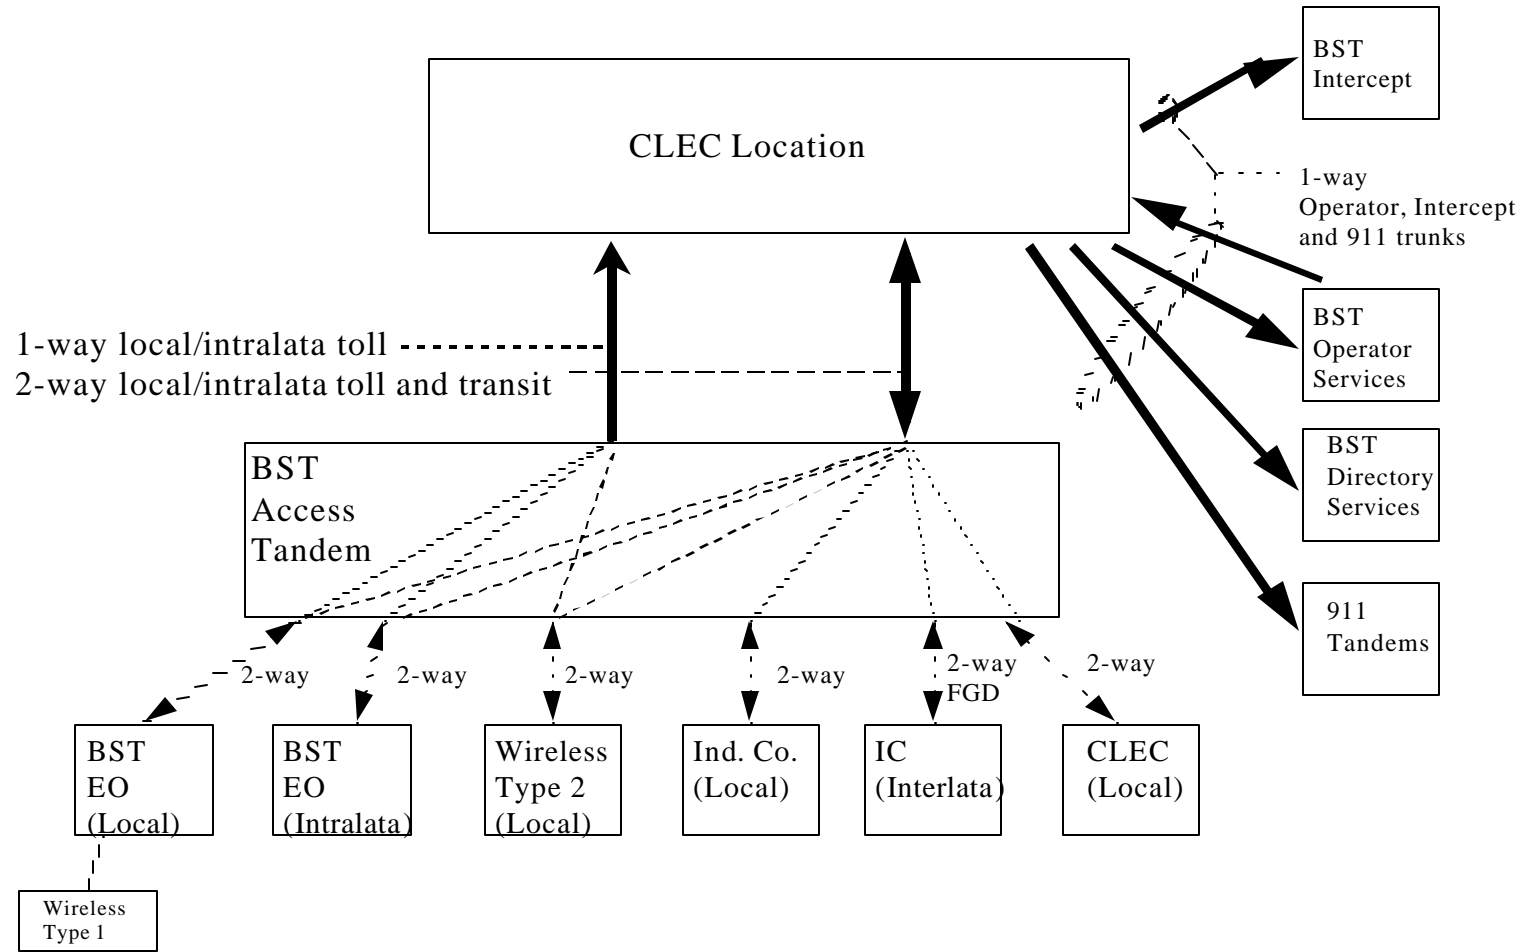 BST
Intercept
CLEC Location
1-way
Operator, Intercept
and 911 trunks
BST
Operator
Services
1-way local/intralata toll
2-way local/intralata toll and transit
BST
Directory
Services
BST
Access
Tandem
911
Tandems
2-way
2-way
2-way
2-way
2-way
FGD
2-way
BST
EO
(Local)
BST
EO
(Intralata)
Wireless
Type 2
(Local)
Ind. Co.
(Local)
IC
(Interlata)
CLEC
(Local)
Wireless
Type 1